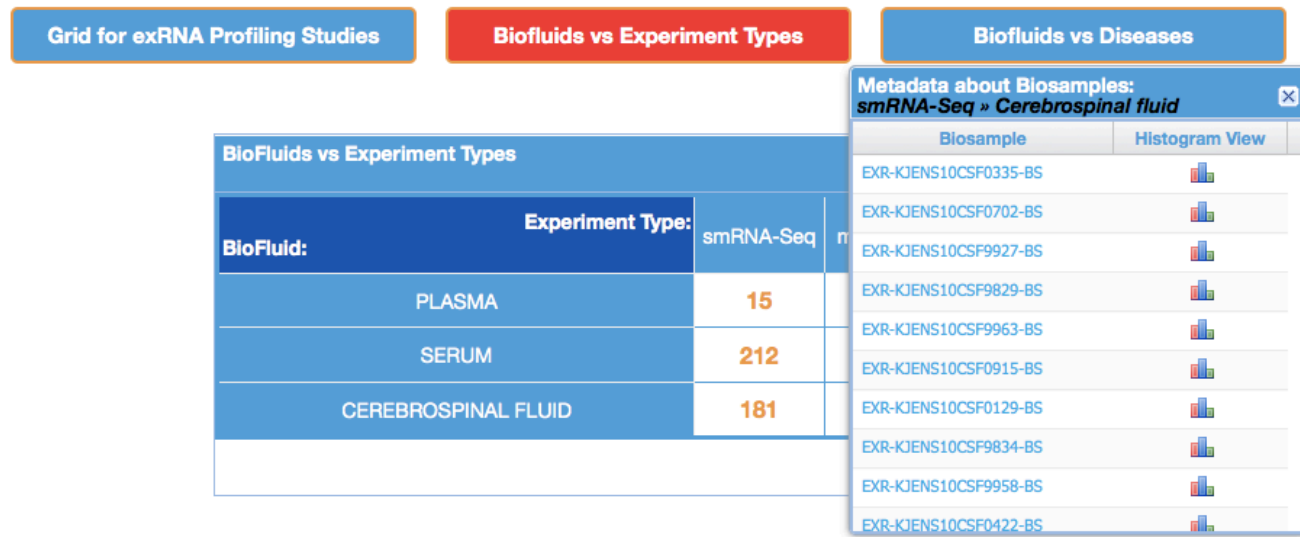 Grid for exRNA Profiling Studies
Biofluids vs Experiment Types
Biofluids vs Diseases
Metadata about Biosamples:
smRNA-Seq » Cerebrospinal fluid
Biosample Histogram View
EXR-KJENS10CSF0335-BS
EXR-KJENS10CSF0702-BS
EXR-KJENS10CSF9927-BS
EXR-KJENS10CSF9829-BS
EXR-KJENS10CSF9963-BS
EXR-KJENS10CSF0915-BS
EXR-KJENS10CSF0129-BS
EXR-KJENS10CSF9834-BS
EXR-KJENS10CSF9958-BS
EXR-KJENS10CSF0422-BS
BioFluids vs Experiment Types
Experiment Type:
BioFluid:
smRNA-Seq
PLASMA 15
SERUM 212
CEREBROSPINAL FLUID 181